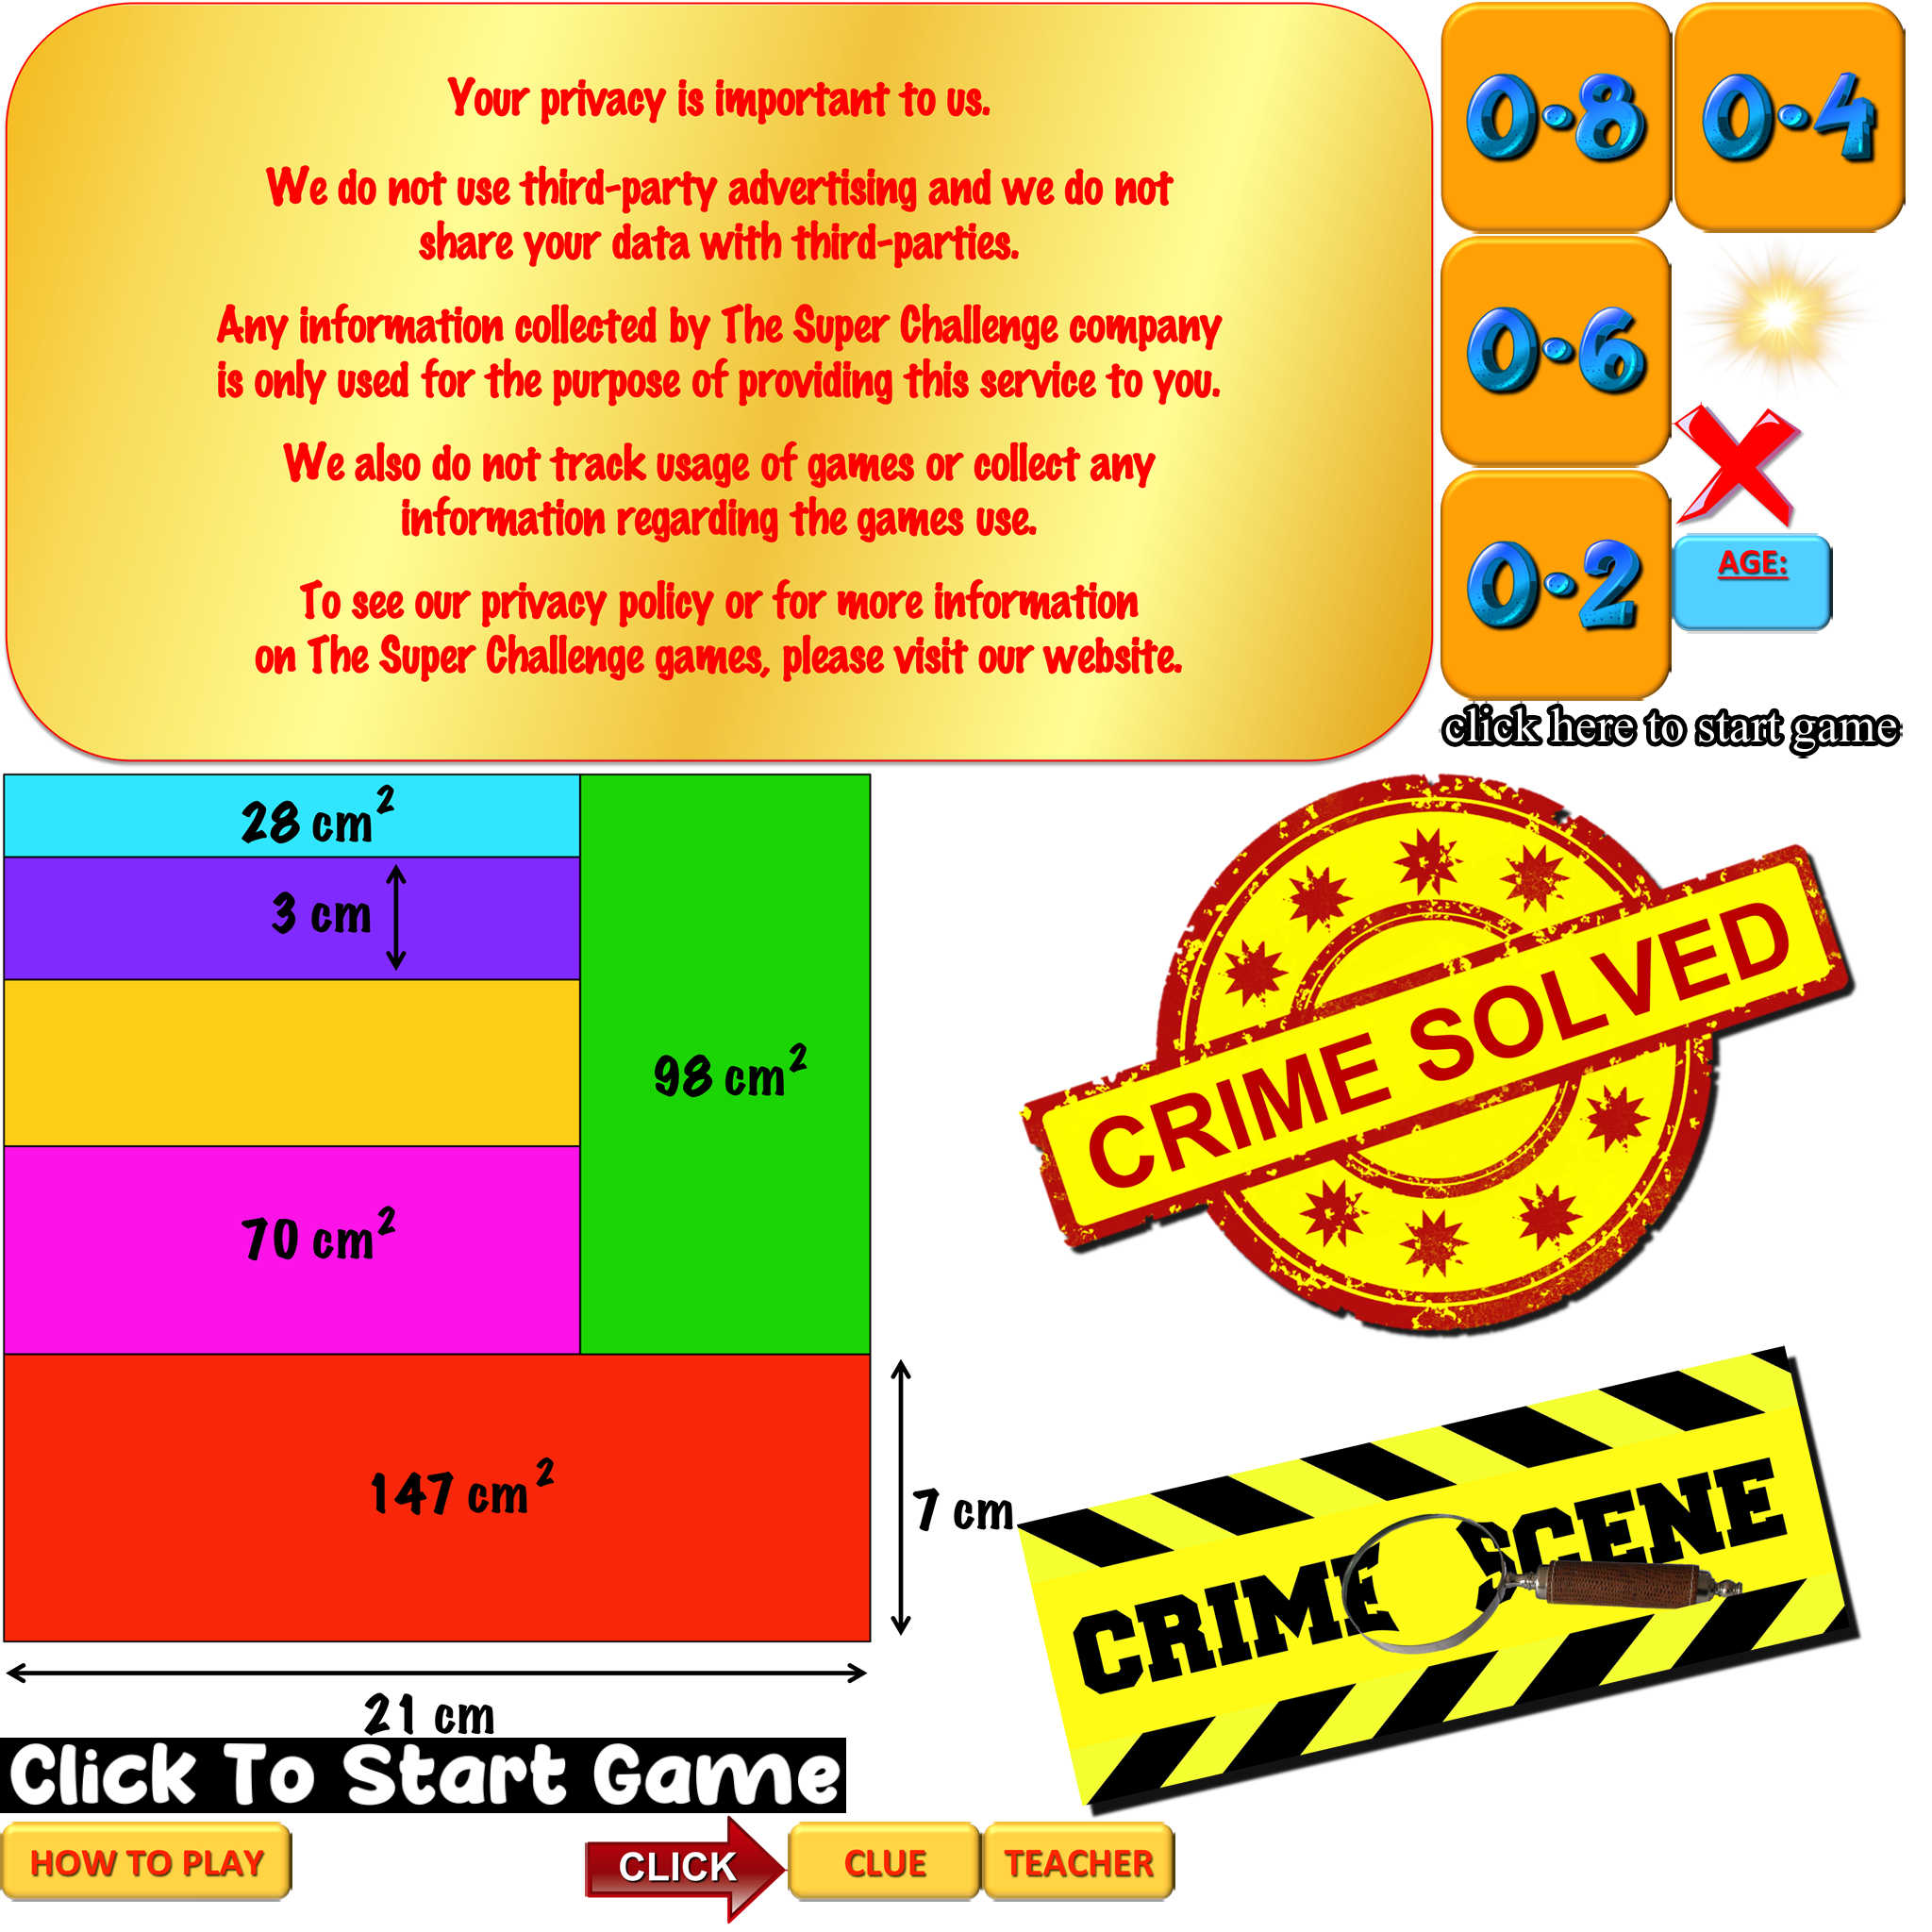 Your privacy is important to us.
We do not use third-party advertising and we do not
share your data with third-parties.
Any information collected by The Super Challenge company
is only used for the purpose of providing this service to you.
We also do not track usage of games or collect any
information regarding the games use.
To see our privacy policy or for more information
on The Super Challenge games, please visit our website.
0·8
0·4
0·6
0·2
AGE:
click here to start game
28 cm²
3 cm
98 cm²
70 cm²
147 cm²
7 cm
21 cm
CRIME SOLVED
CRIME SCENE
Click To Start Game
HOW TO PLAY
CLICK
CLUE
TEACHER